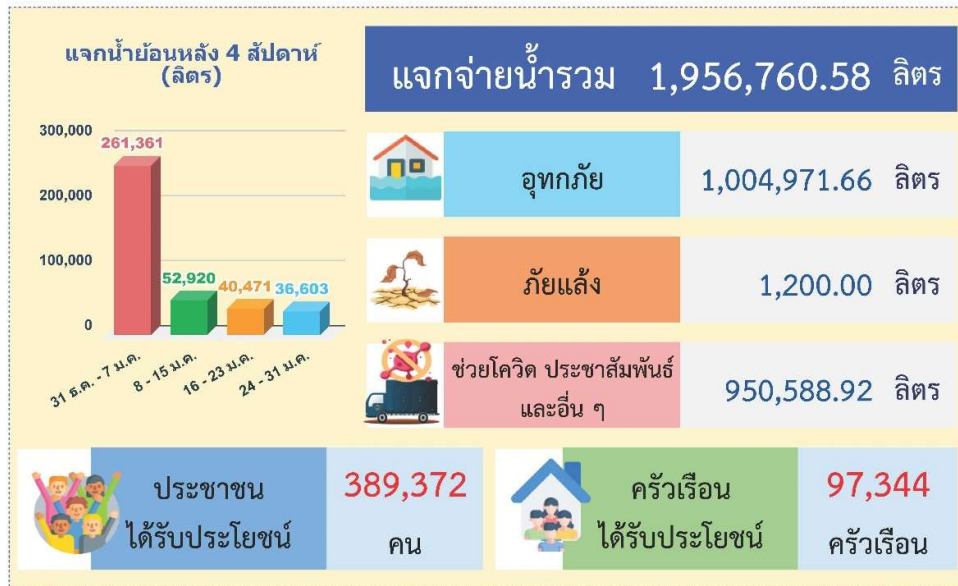 แจกน้ำย้อนหลัง 4 สัปดาห์
(ลิตร)
300,000
200,000
100,000
0
261,361
52,920
40,471
36,603
31 ธ.ค. - 7 ม.ค.
8 - 15 ม.ค.
16 - 23 ม.ค.
24 - 31 ม.ค.
แจกจ่ายน้ำรวม 1,956,760.58 ลิตร
อุทกภัย 1,004,971.66 ลิตร
ภัยแล้ง 1,200.00 ลิตร
ช่วยโควิด ประชาสัมพันธ์
และอื่น ๆ
950,588.92 ลิตร
ประชาชน
ได้รับประโยชน์
389,372
คน
ครัวเรือน
ได้รับประโยชน์
97,344
ครัวเรือน